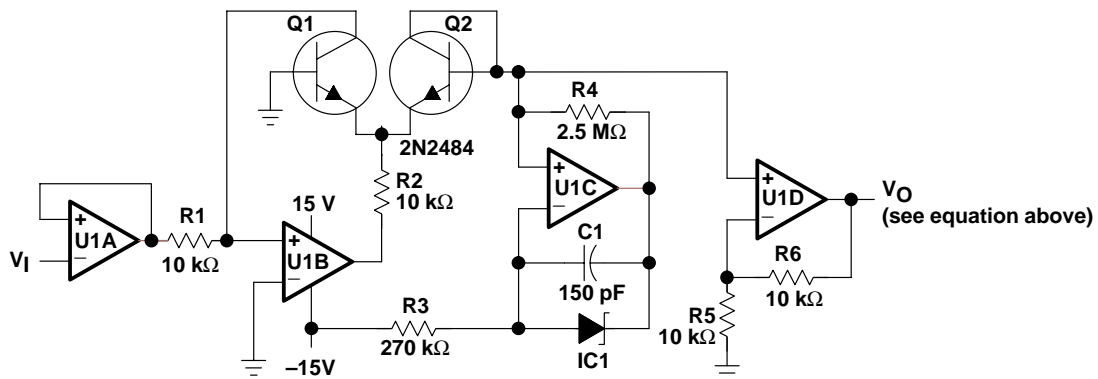 Q1
Q2
R4
2.5 MΩ
2N2484
R2
10 kΩ
+
U1C
−
+
U1D
−
VO
(see equation above)
15 V
R1
+
U1A
−
VI
10 kΩ
+
U1B
−
C1
150 pF
R6
10 kΩ
R3
270 kΩ
R5
10 kΩ
–15V
IC1